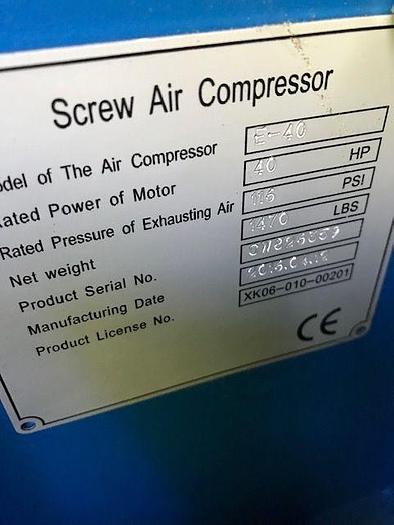 Screw Air Compressor
odel of The Air Compressor E-40
ated Power of Motor 40 HP
Rated Pressure of Exhausting Air 116 PSI
Net weight 1470 LBS
Product Serial No.
Manufacturing Date
Product License No. XK06-010-00201
CE